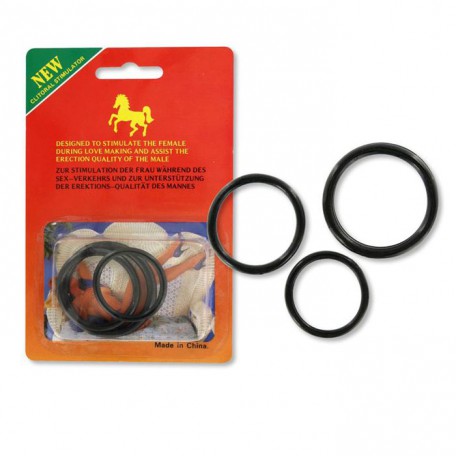 NEW
CLITORAL STIMULATOR
DESIGNED TO STIMULATE THE FEMALE
DURING LOVE MAKING AND ASSIST THE
ERECTION QUALITY OF THE MALE
ZUR STIMULATION DER FRAU WÄHREND DES
SEX-VERKEHRS UND ZUR UNTERSTÜTZUNG
DER EREKTIONS-QUALITÄT DES MANNES
Made in China